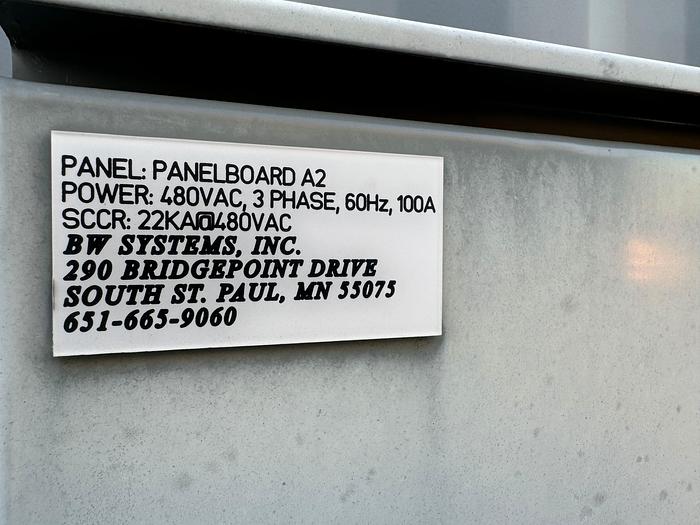 PANEL: PANELBOARD A2
POWER: 480VAC, 3 PHASE, 60Hz, 100A
SCCR: 22KA@480VAC
BW SYSTEMS, INC.
290 BRIDGEPOINT DRIVE
SOUTH ST. PAUL, MN 55075
651-665-9060